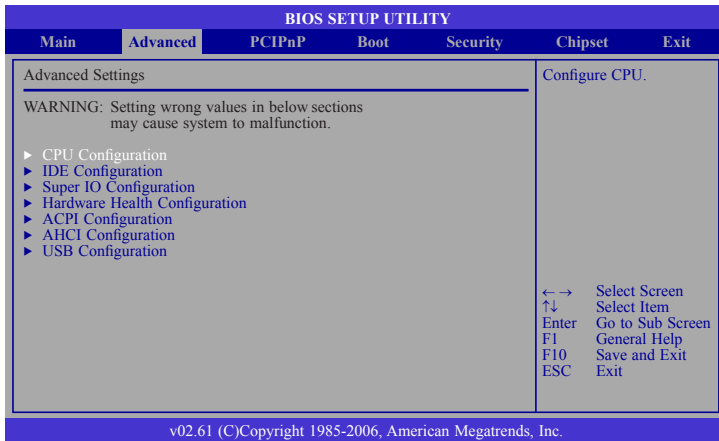 BIOS SETUP UTILITY
Main Advanced PCIPnP Boot Security Chipset Exit
Advanced Settings
WARNING: Setting wrong values in below sections
may cause system to malfunction.
► CPU Configuration
► IDE Configuration
► Super IO Configuration
► Hardware Health Configuration
► ACPI Configuration
► AHCI Configuration
► USB Configuration
Configure CPU.
←→ Select Screen
↑↓ Select Item
Enter Go to Sub Screen
F1 General Help
F10 Save and Exit
ESC Exit
v02.61 (C)Copyright 1985-2006, American Megatrends, Inc.